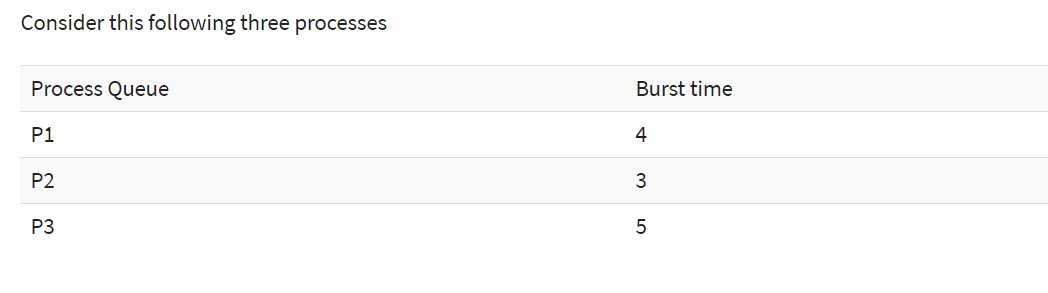 Consider this following three processes
Process Queue Burst time
P1 4
P2 3
P3 5